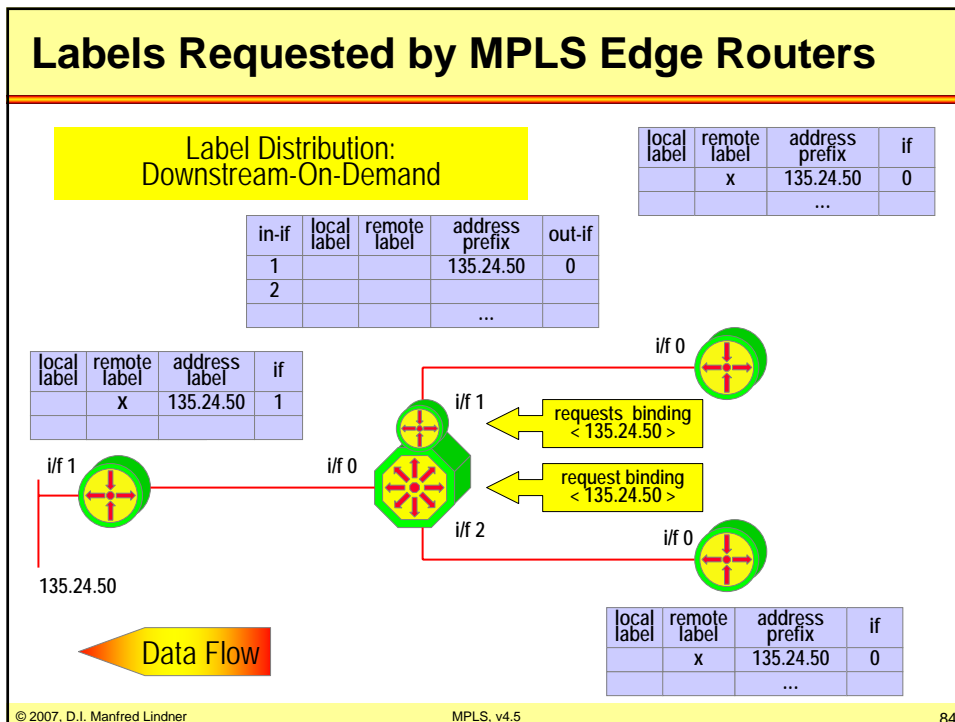 Labels Requested by MPLS Edge Routers
Label Distribution:
Downstream-On-Demand
local label remote label address prefix if
x 135.24.50 0
...
in-if local label remote label address prefix out-if
1 135.24.50 0
2
...
local label remote label address label if
x 135.24.50 1
i/f 0
i/f 1
requests binding
< 135.24.50 >
i/f 1
i/f 0
request binding
< 135.24.50 >
i/f 2
i/f 0
135.24.50
Data Flow
local label remote label address prefix if
x 135.24.50 0
...
© 2007, D.I. Manfred Lindner
MPLS, v4.5
84